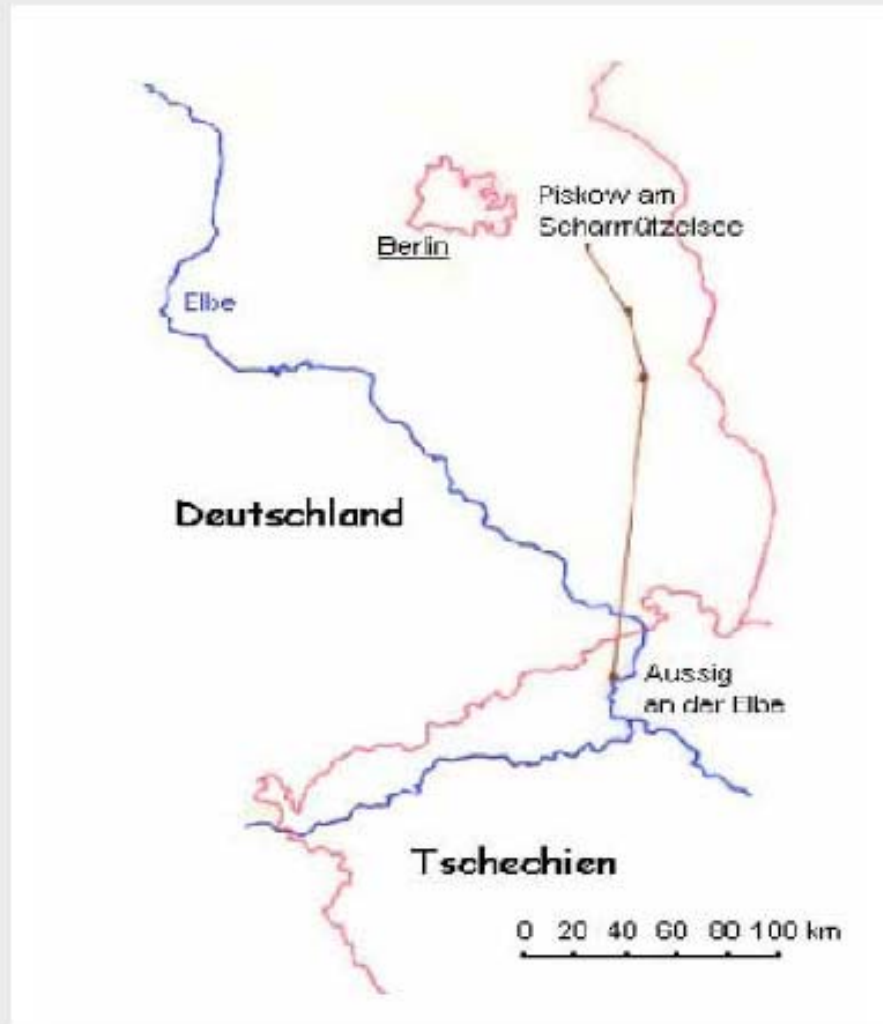 Piskow am
Scharmützelsee
Berlin
Elbe
Deutschland
Aussig
an der Elbe
Tschechien
0 20 40 60 80 100 km